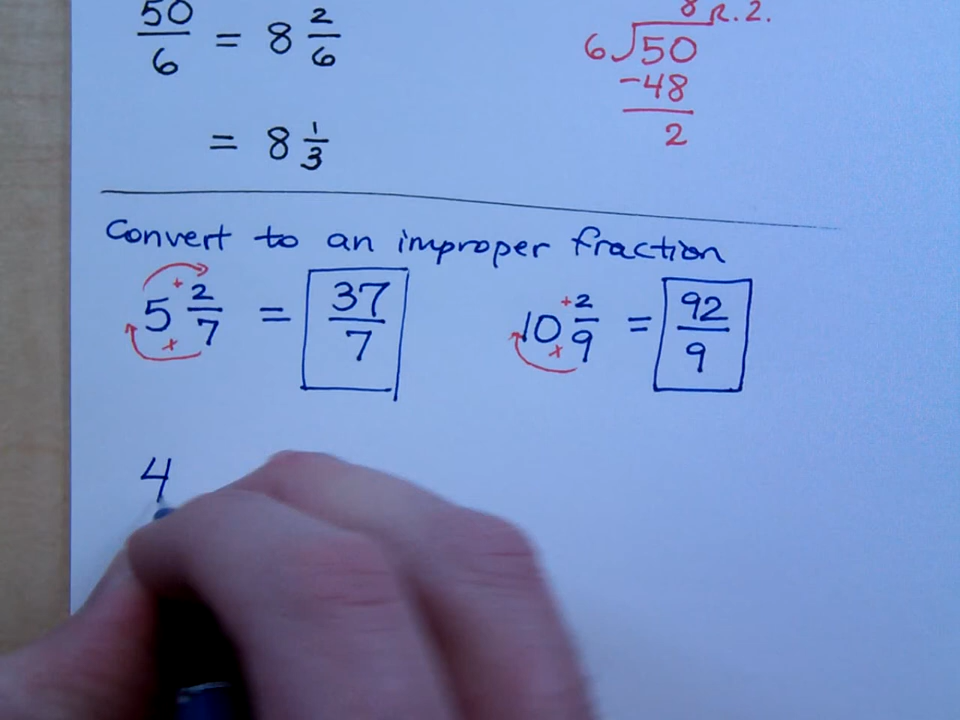 50/6 = 8 2/6
8 R.2.
6 50
-48
2
= 8 1/3
Convert to an improper fraction
5 + 2/7 x = 37/7
10 + 2/9 x = 92/9
4